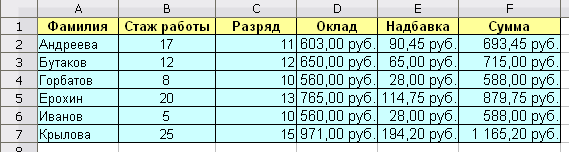 A B C D E F
1 Фамилия Стаж работы Разряд Оклад Надбавка Сумма
2 Андреева 17 11 603,00 руб. 90,45 руб. 693,45 руб.
3 Бутаков 12 12 650,00 руб. 65,00 руб. 715,00 руб.
4 Горбатов 8 10 560,00 руб. 28,00 руб. 588,00 руб.
5 Ерохин 20 13 765,00 руб. 114,75 руб. 879,75 руб.
6 Иванов 5 10 560,00 руб. 28,00 руб. 588,00 руб.
7 Крылова 25 15 971,00 руб. 194,20 руб. 1 165,20 руб.